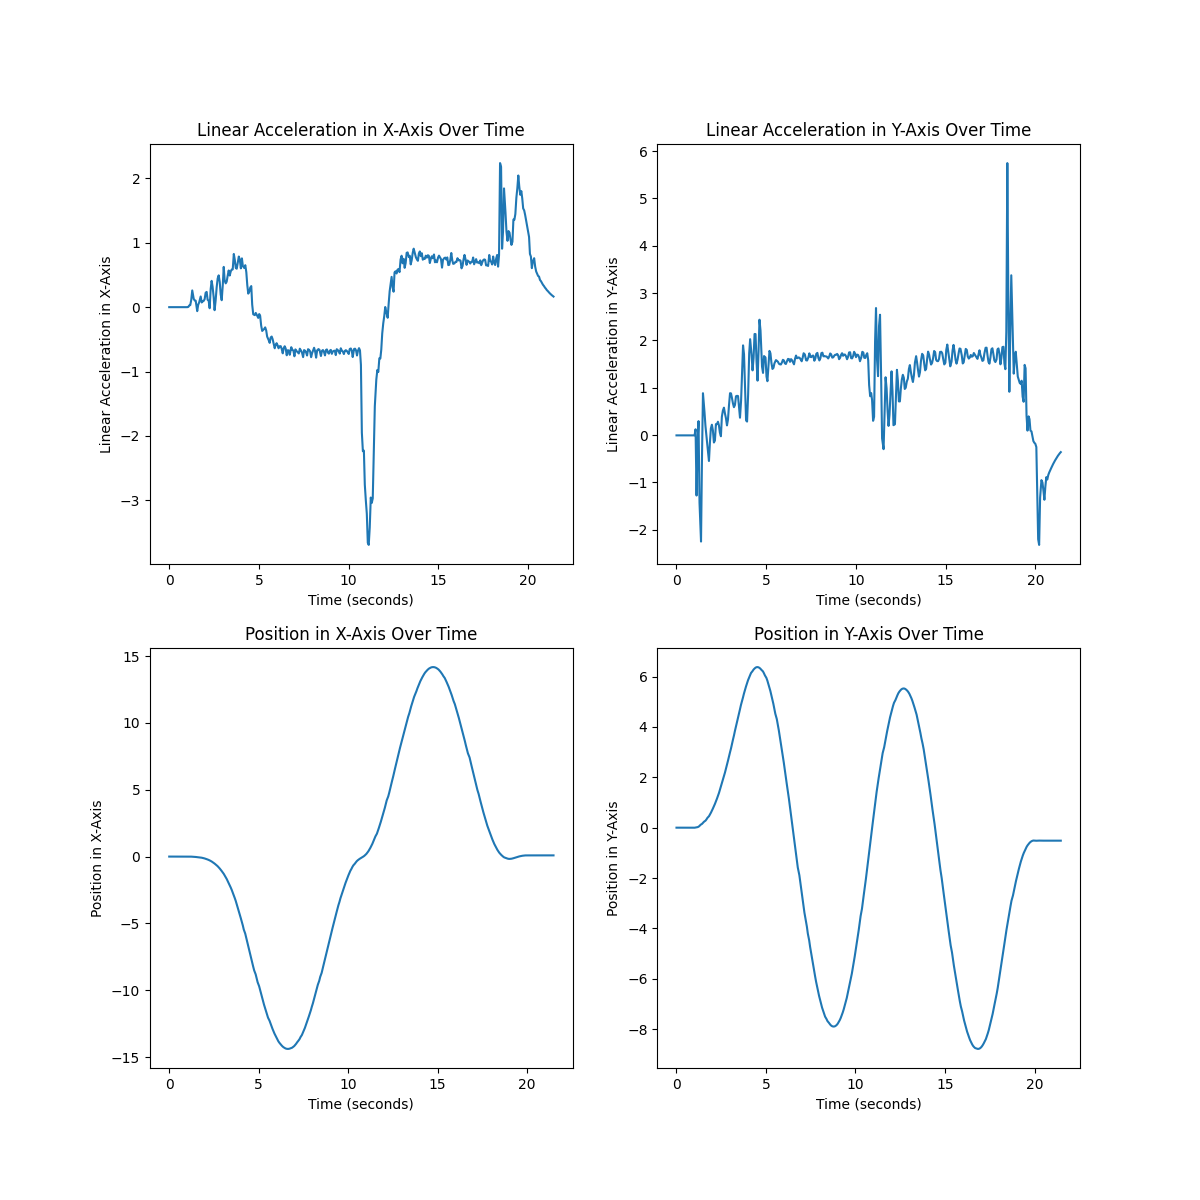 Linear Acceleration in X-Axis Over Time
Linear Acceleration in X-Axis
2
1
0
−1
−2
−3
0 5 10 15 20
Time (seconds)
Linear Acceleration in Y-Axis Over Time
Linear Acceleration in Y-Axis
6
5
4
3
2
1
0
−1
−2
0 5 10 15 20
Time (seconds)
Position in X-Axis Over Time
Position in X-Axis
15
10
5
0
−5
−10
−15
0 5 10 15 20
Time (seconds)
Position in Y-Axis Over Time
Position in Y-Axis
6
4
2
0
−2
−4
−6
−8
0 5 10 15 20
Time (seconds)